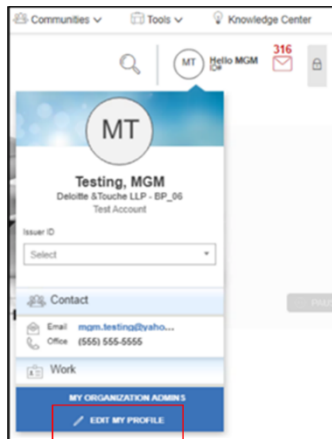 Communities
Tools
Knowledge Center
316
MT
Hello MGM
ID#
MT
Testing, MGM
Deloitte &Touche LLP - BP_06
Test Account
Issuer ID
Select
Contact
Email mgm.testing@yaho...
Office (555) 555-5555
Work
MY ORGANIZATION ADMINS
EDIT MY PROFILE